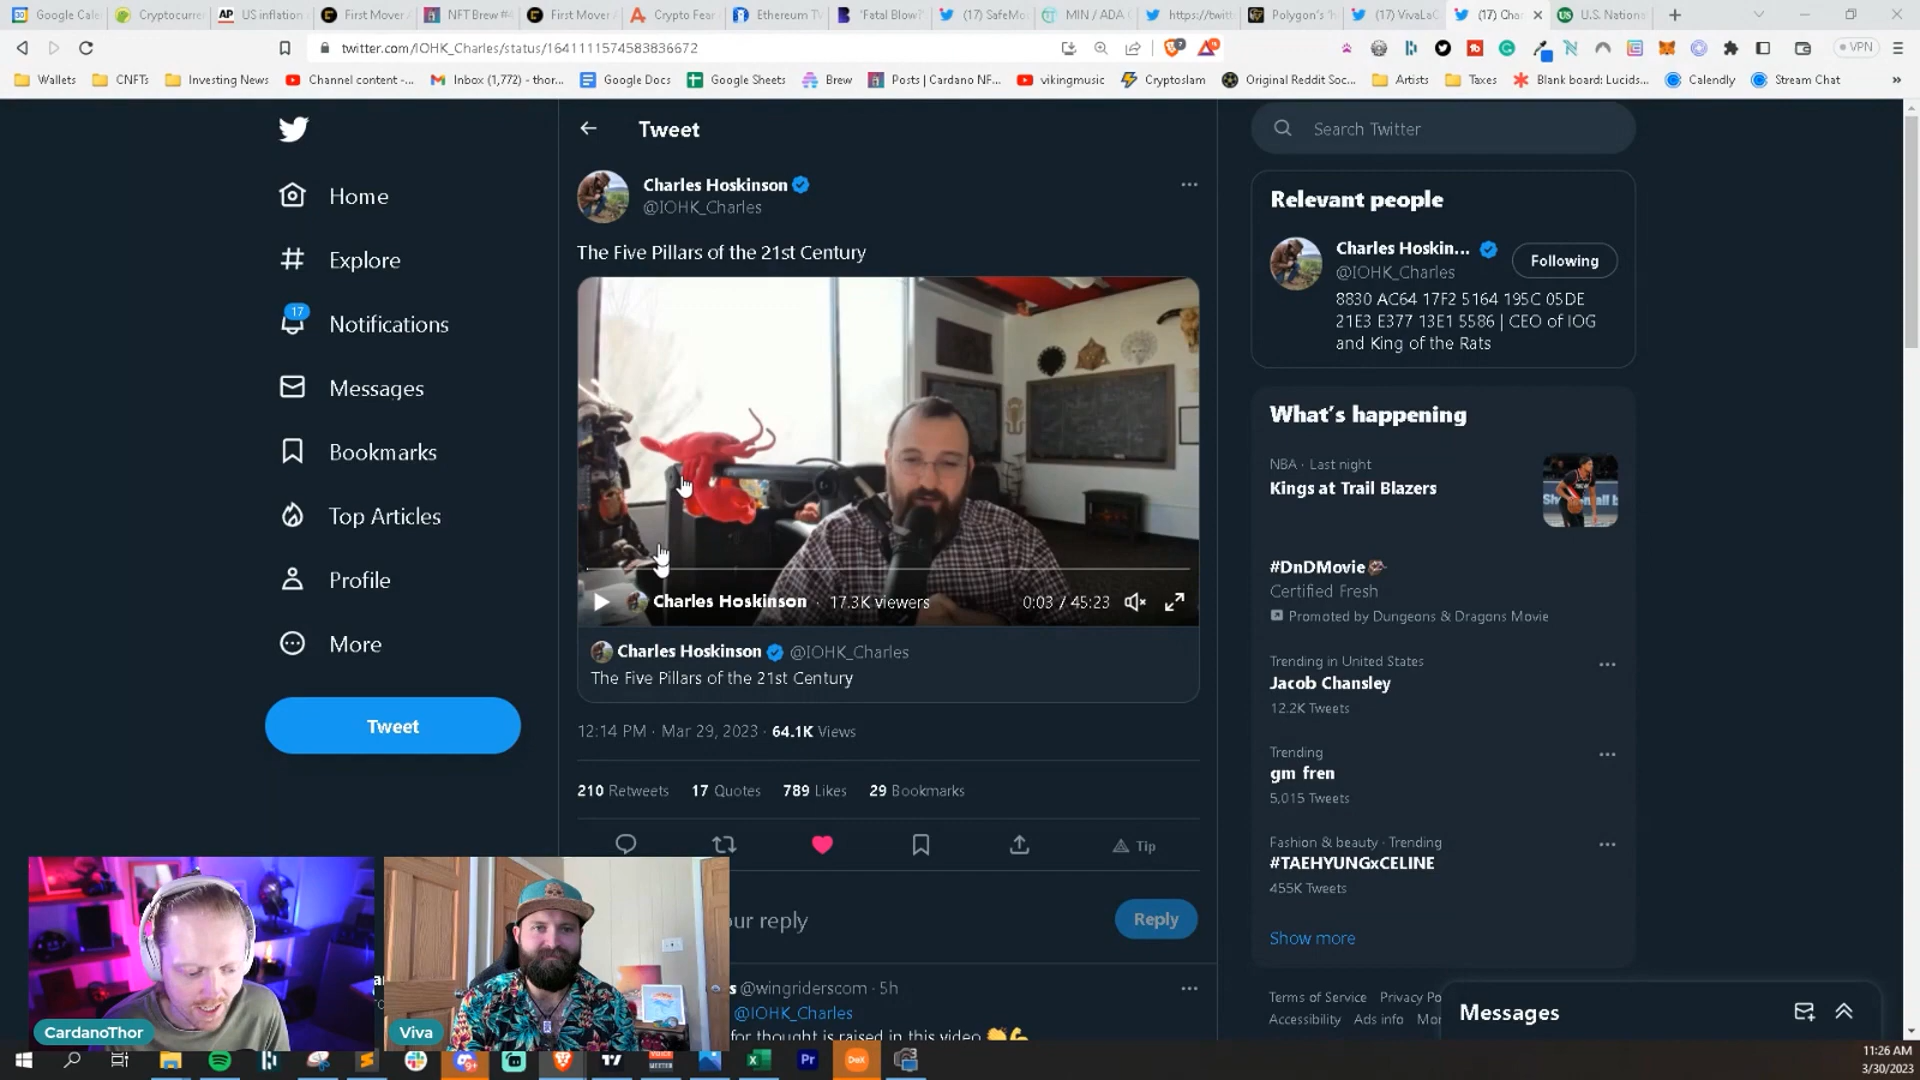 Google Cale
Cryptocurre
US inflation
First Mover
NFT Brew #4
First Mover
Crypto Fear
Ethereum TV
'Fatal Blow?'
(17) SafeMo
MIN / ADA
https://twitt
Polygon's
(17) VivaLaC
(17) Cha
U.S. Nationa
twitter.com/IOHK_Charles/status/1641111574583836672
VPN
Wallets
CNFTs
Investing News
Channel content -...
Inbox (1,772) - thor...
Google Docs
Google Sheets
Brew
Posts | Cardano NF...
vikingmusic
Cryptoslam
Original Reddit Soc...
Artists
Taxes
Blank board: Lucids...
Calendly
Stream Chat
»
Home
Explore
17
Notifications
Messages
Bookmarks
Top Articles
Profile
More
Tweet
Tweet
Charles Hoskinson
@IOHK_Charles
The Five Pillars of the 21st Century
Charles Hoskinson · 17.3K viewers
0:03 / 45:23
Charles Hoskinson @IOHK_Charles
The Five Pillars of the 21st Century
12:14 PM · Mar 29, 2023 · 64.1K Views
210 Retweets 17 Quotes 789 Likes 29 Bookmarks
Tip
our reply
Reply
s @wingriderscom · 5h
@IOHK_Charles
for thought is raised in this video
Search Twitter
Relevant people
Charles Hoskin...
@IOHK_Charles
Following
8830 AC64 17F2 5164 195C 05DE
21E3 E377 13E1 5586 | CEO of IOG
and King of the Rats
What's happening
NBA · Last night
Kings at Trail Blazers
#DnDMovie
Certified Fresh
Promoted by Dungeons & Dragons Movie
Trending in United States
Jacob Chansley
12.2K Tweets
Trending
gm fren
5,015 Tweets
Fashion & beauty · Trending
#TAEHYUNGxCELINE
455K Tweets
Show more
Terms of Service Privacy Po
Accessibility Ads info Mor
Messages
CardanoThor
Viva
11:26 AM
3/30/2023